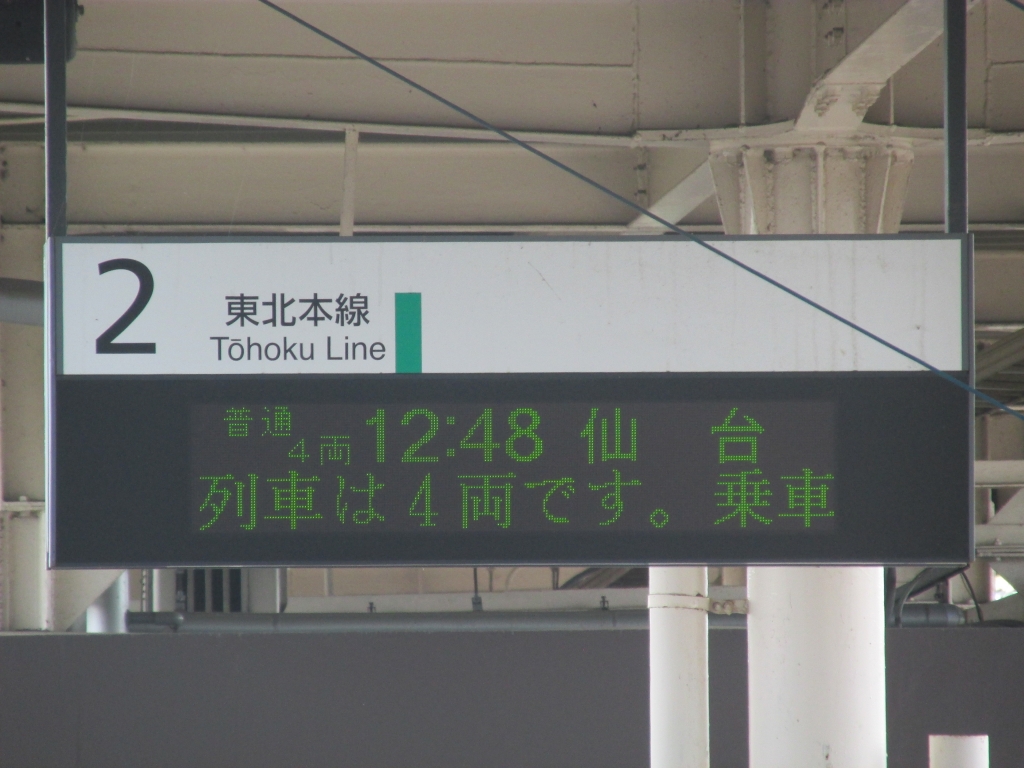 2 東北本線
Tōhoku Line
普通 4両 12:48 仙台
列車は4両です。乗車